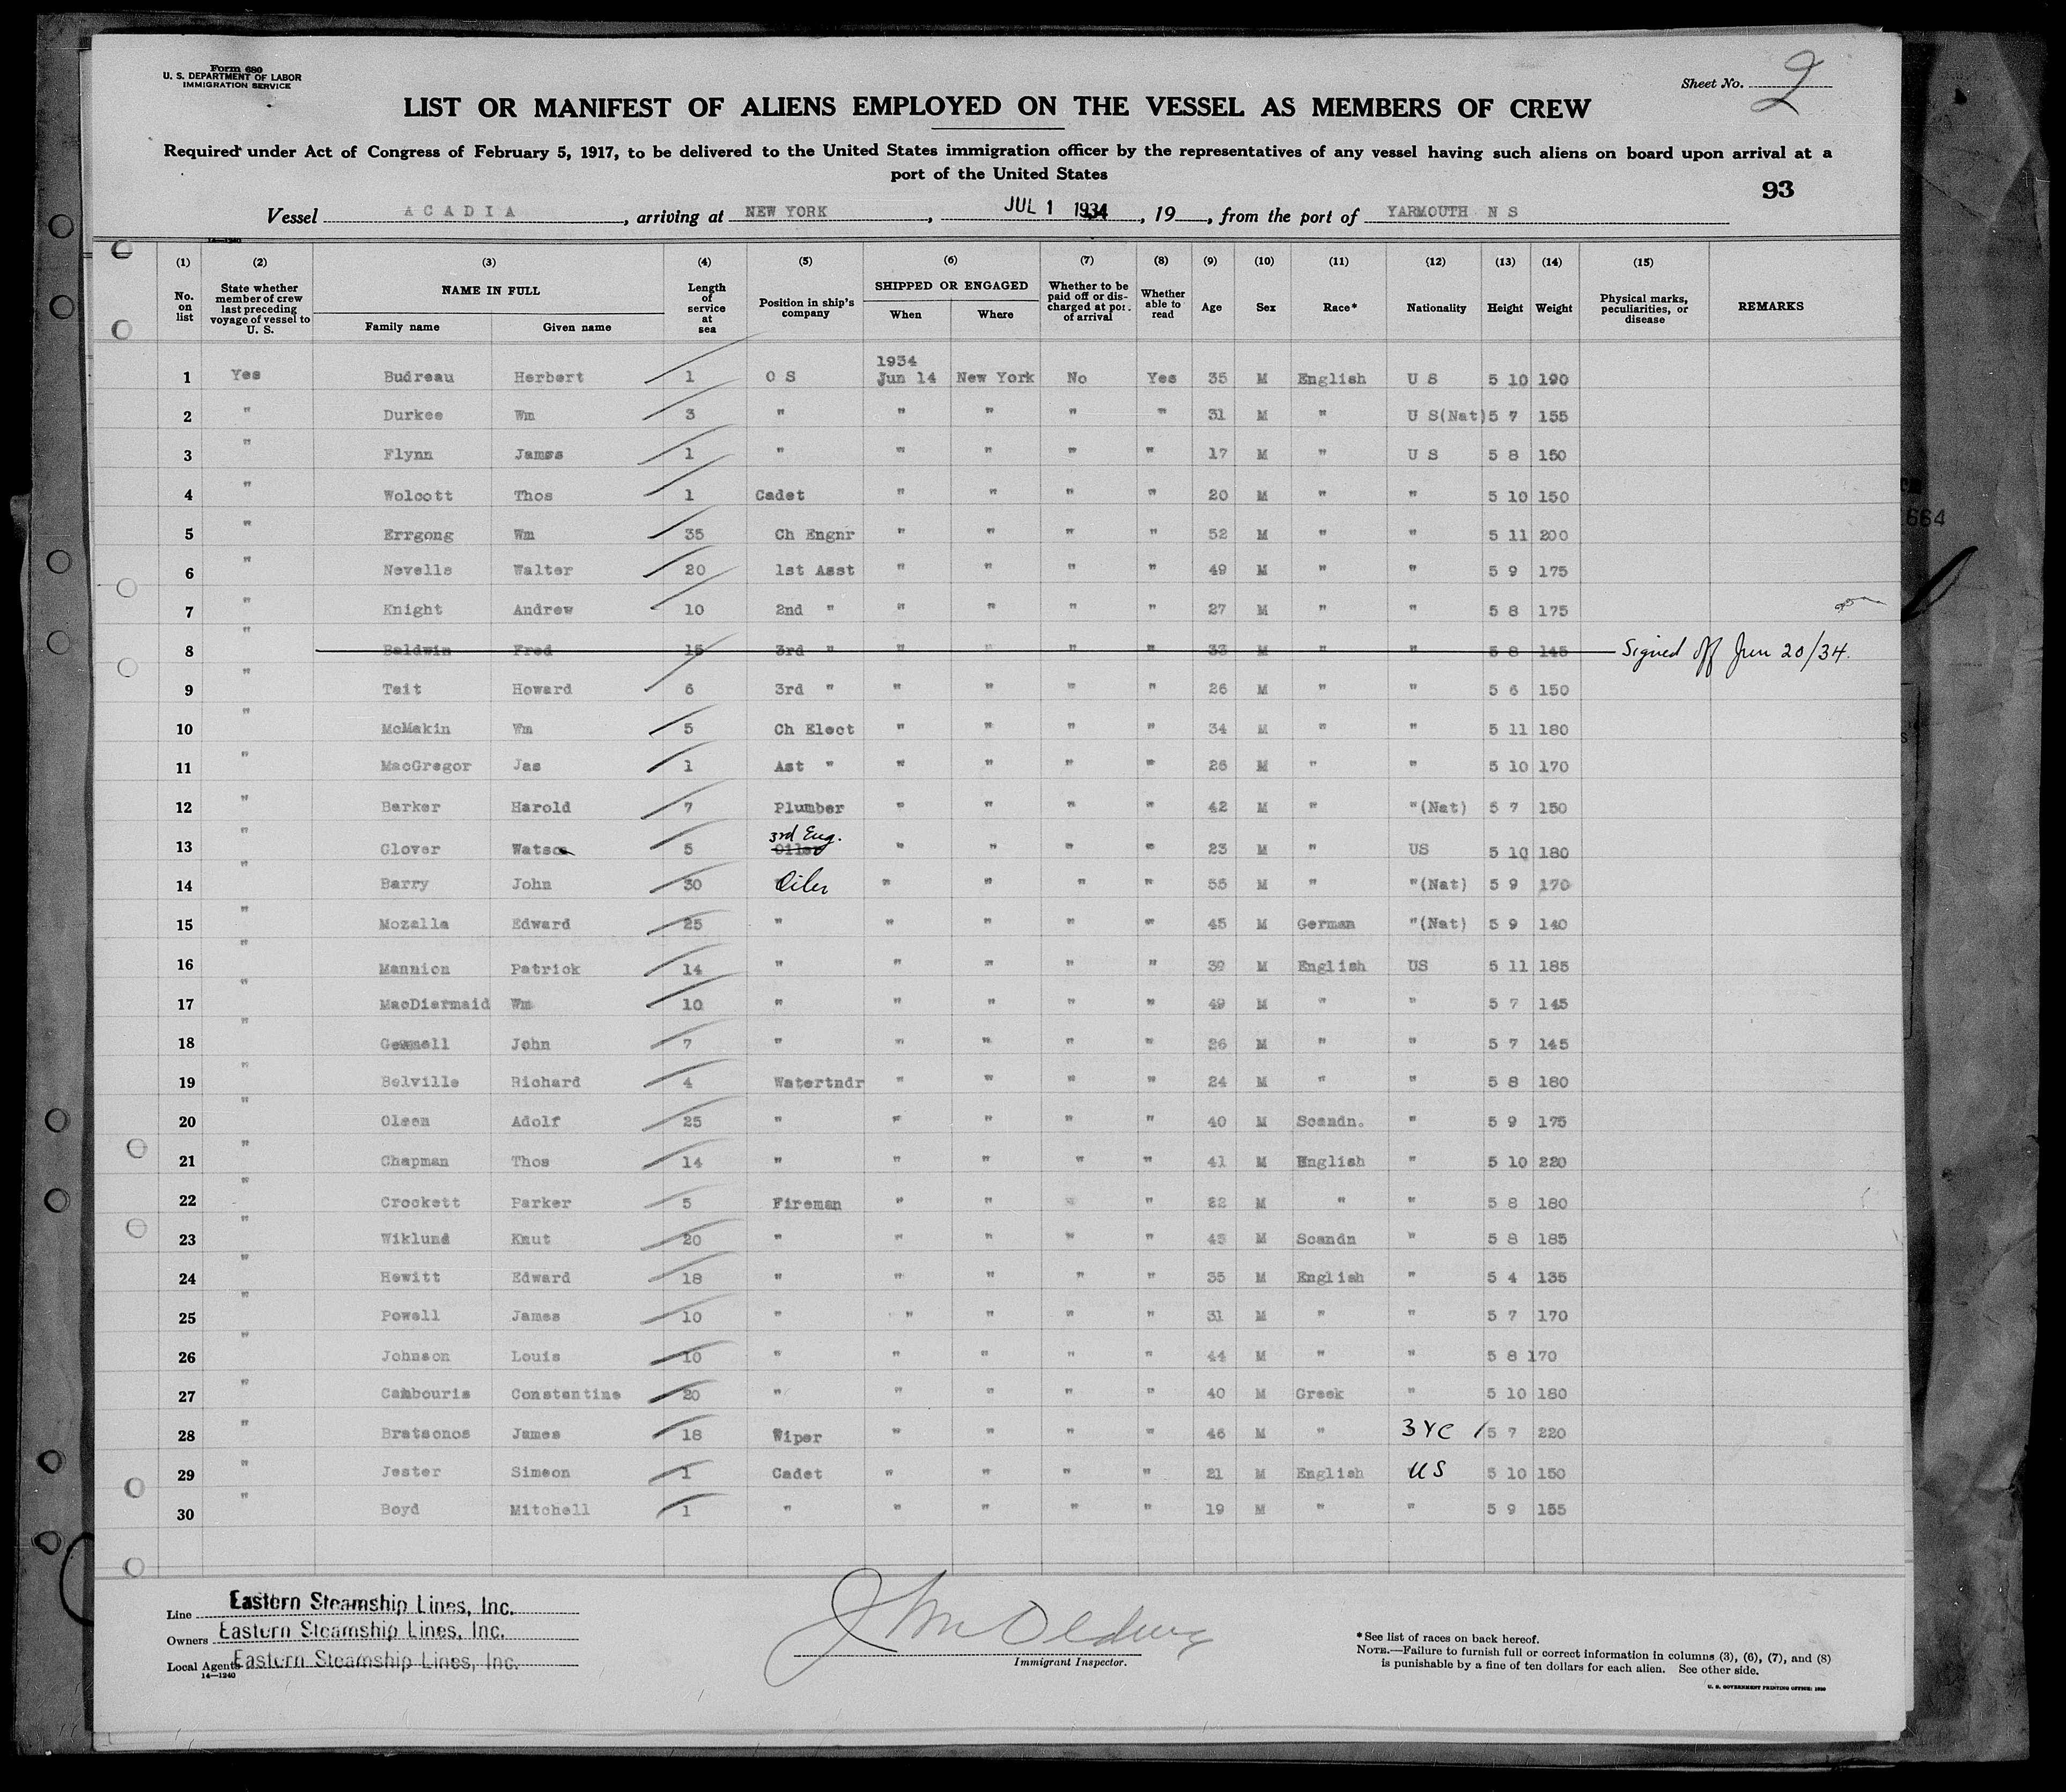 Form 680
U. S. DEPARTMENT OF LABOR
IMMIGRATION SERVICE
Sheet No. 2
LIST OR MANIFEST OF ALIENS EMPLOYED ON THE VESSEL AS MEMBERS OF CREW
Required under Act of Congress of February 5, 1917, to be delivered to the United States immigration officer by the representatives of any vessel having such aliens on board upon arrival at a
port of the United States
93
Vessel ACADIA, arriving at NEW YORK, JUL 1 1934, 19, from the port of YARMOUTH N S
14—1240
(1) (2) (3) (4) (5) (6) (7) (8) (9) (10) (11) (12) (13) (14) (15)
No. on list State whether member of crew last preceding voyage of vessel to U. S. NAME IN FULL Family name Given name Length of service at sea Position in ship's company SHIPPED OR ENGAGED When Where Whether to be paid off or discharged at port of arrival Whether able to read Age Sex Race* Nationality Height Weight Physical marks, peculiarities, or disease REMARKS
1934
1 Yes Budreau Herbert 1 O S Jun 14 New York No Yes 35 M English U S 5 10 190
2 " Durkee Wm 3 " " " " " 31 M " U S(Nat) 5 7 155
3 " Flynn James 1 " " " " " 17 M " U S 5 8 150
4 " Wolcott Thos 1 Cadet " " " " 20 M " " 5 10 150
5 " Errgong Wm 35 Ch Engnr " " " " 52 M " " 5 11 200
6 " Nevells Walter 20 1st Asst " " " " 49 M " " 5 9 175
7 " Knight Andrew 10 2nd " " " " " 27 M " " 5 8 175
8 " Baldwin Fred 15 3rd " " " " " 33 M " " 5 8 145 Signed off Jun 20/34.
9 " Tait Howard 6 3rd " " " " " 26 M " " 5 6 150
10 " McMakin Wm 5 Ch Elect " " " " 34 M " " 5 11 180
11 " MacGregor Jas 1 Ast " " " " " 26 M " " 5 10 170
12 " Barker Harold 7 Plumber " " " " 42 M " "(Nat) 5 7 150
3rd Eng.
13 " Glover Watson 5 Oiler " " " " 23 M " US 5 10 180
14 " Barry John 30 Oiler " " " " 55 M " "(Nat) 5 9 170
15 " Mozalla Edward 25 " " " " " 45 M German "(Nat) 5 9 140
16 " Mannion Patrick 14 " " " " " 39 M English US 5 11 185
17 " MacDiermaid Wm 10 " " " " " 49 M " " 5 7 145
18 " Gemmell John 7 " " " " " 26 M " " 5 7 145
19 " Belville Richard 4 Watertndr " " " " 24 M " " 5 8 180
20 " Olsen Adolf 25 " " " " " 40 M Scandn. " 5 9 175
21 " Chapman Thos 14 " " " " " 41 M English " 5 10 220
22 " Crockett Parker 5 Fireman " " " " 22 M " " 5 8 180
23 " Wiklund Knut 20 " " " " " 43 M Scandn " 5 8 185
24 " Hewitt Edward 18 " " " " " 35 M English " 5 4 135
25 " Powell James 10 " " " " " 31 M " " 5 7 170
26 " Johnson Louis 10 " " " " " 44 M " " 5 8 170
27 " Cambouris Constantine 20 " " " " " 40 M Greek " 5 10 180
28 " Bratsonos James 18 Wiper " " " " 46 M " 3 YC / 5 7 220
29 " Jester Simeon 1 Cadet " " " " 21 M English US 5 10 150
30 " Boyd Mitchell 1 " " " " " 19 M " " 5 9 155
Line Eastern Steamship Lines, Inc.
Owners Eastern Steamship Lines, Inc.
Local Agents Eastern Steamship Lines, Inc.
14—1240
Immigrant Inspector.
*See list of races on back hereof.
NOTE.—Failure to furnish full or correct information in columns (3), (6), (7), and (8)
is punishable by a fine of ten dollars for each alien. See other side.
U. S. GOVERNMENT PRINTING OFFICE: 1930
664